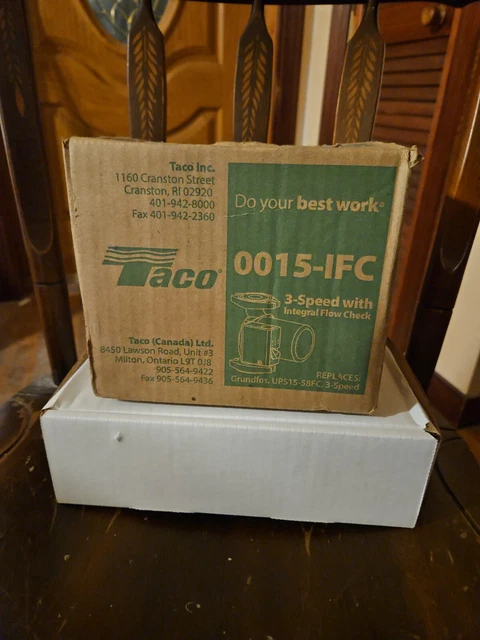 Taco Inc.
1160 Cranston Street
Cranston, RI 02920
401-942-8000
Fax 401-942-2360
Taco®
Taco (Canada) Ltd.
8450 Lawson Road, Unit #3
Milton, Ontario L9T 0J8
905-564-9422
Fax 905-564-9436
Do your best work®
0015-IFC
3-Speed with
Integral Flow Check
REPLACES:
Grundfos, UPS15-58FC, 3-Speed